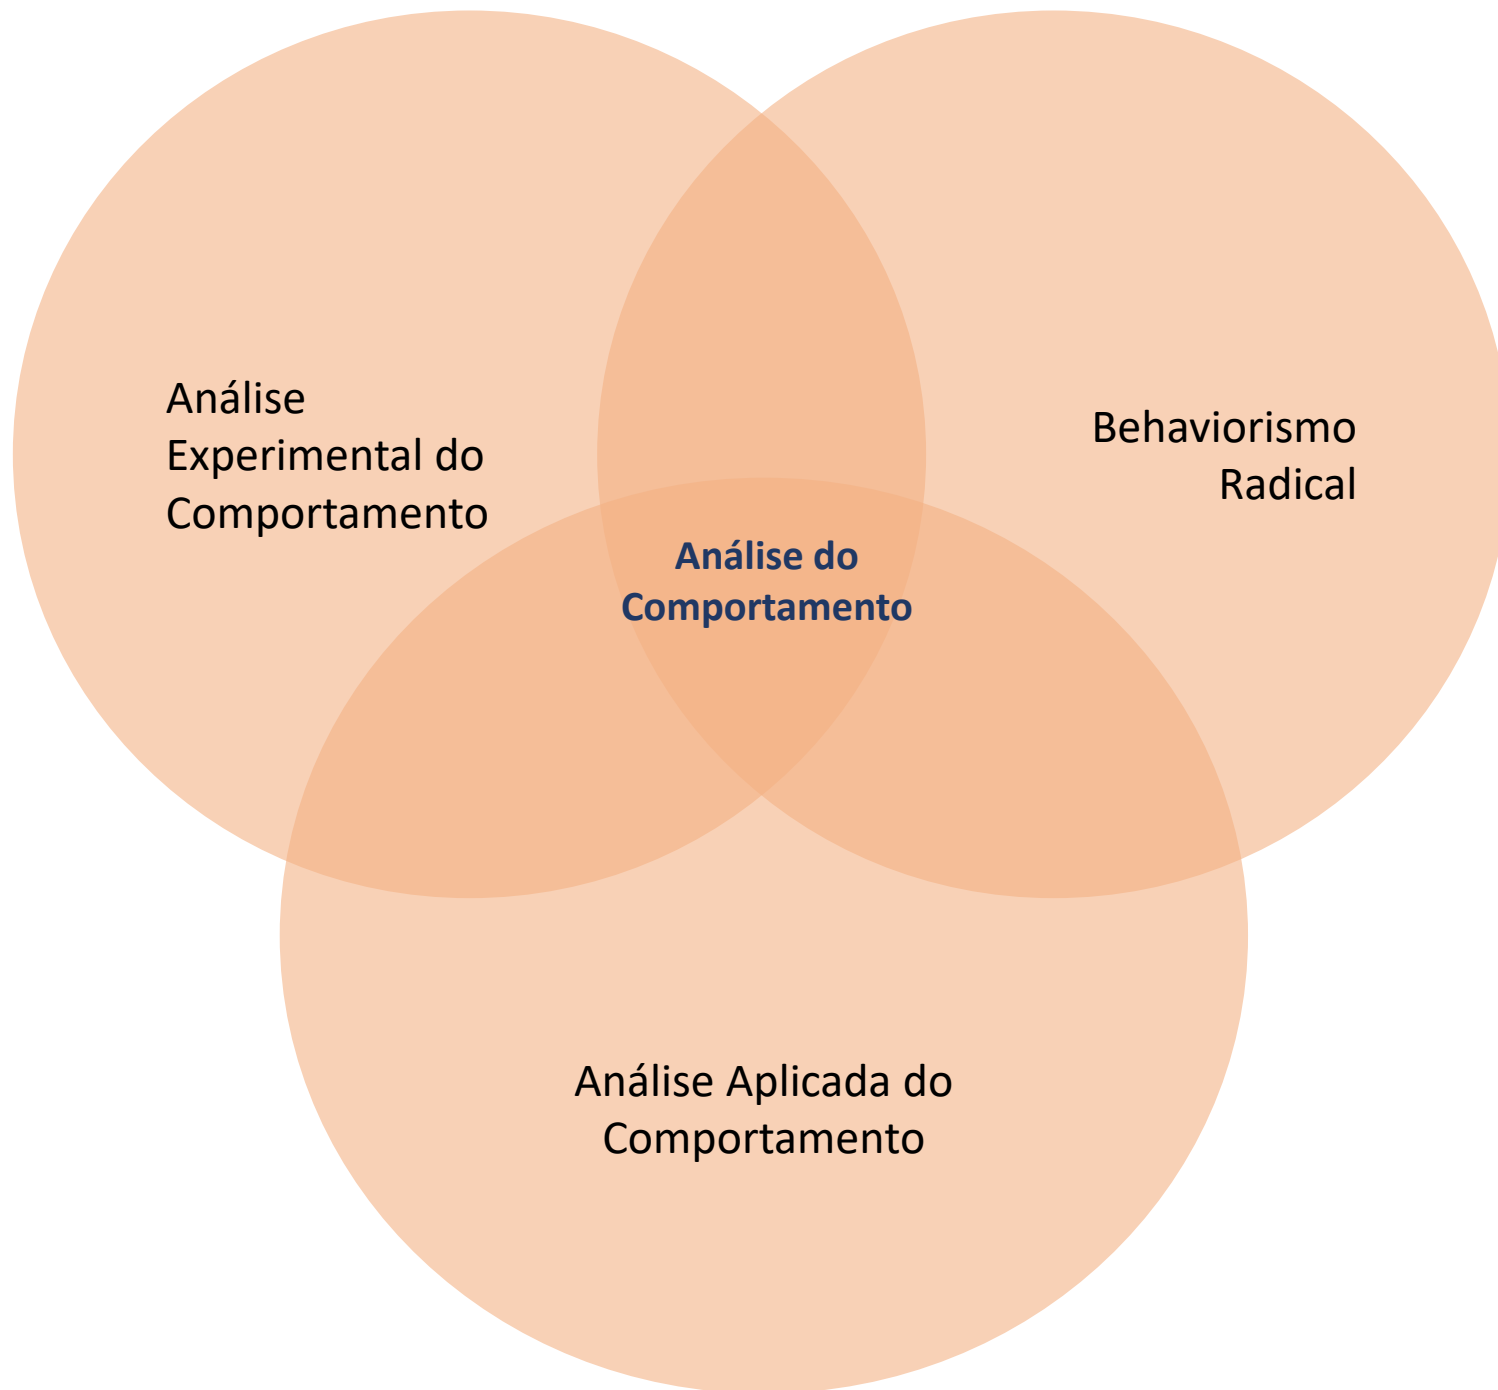 Análise
Experimental do
Comportamento
Behaviorismo
Radical
Análise do
Comportamento
Análise Aplicada do
Comportamento